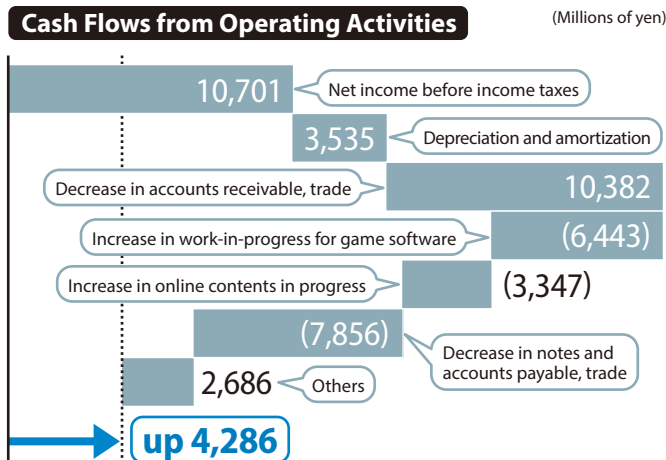 Cash Flows from Operating Activities
(Millions of yen)
10,701
Net income before income taxes
3,535
Depreciation and amortization
Decrease in accounts receivable, trade
10,382
Increase in work-in-progress for game software
(6,443)
Increase in online contents in progress
(3,347)
(7,856)
Decrease in notes and
accounts payable, trade
2,686
Others
up 4,286